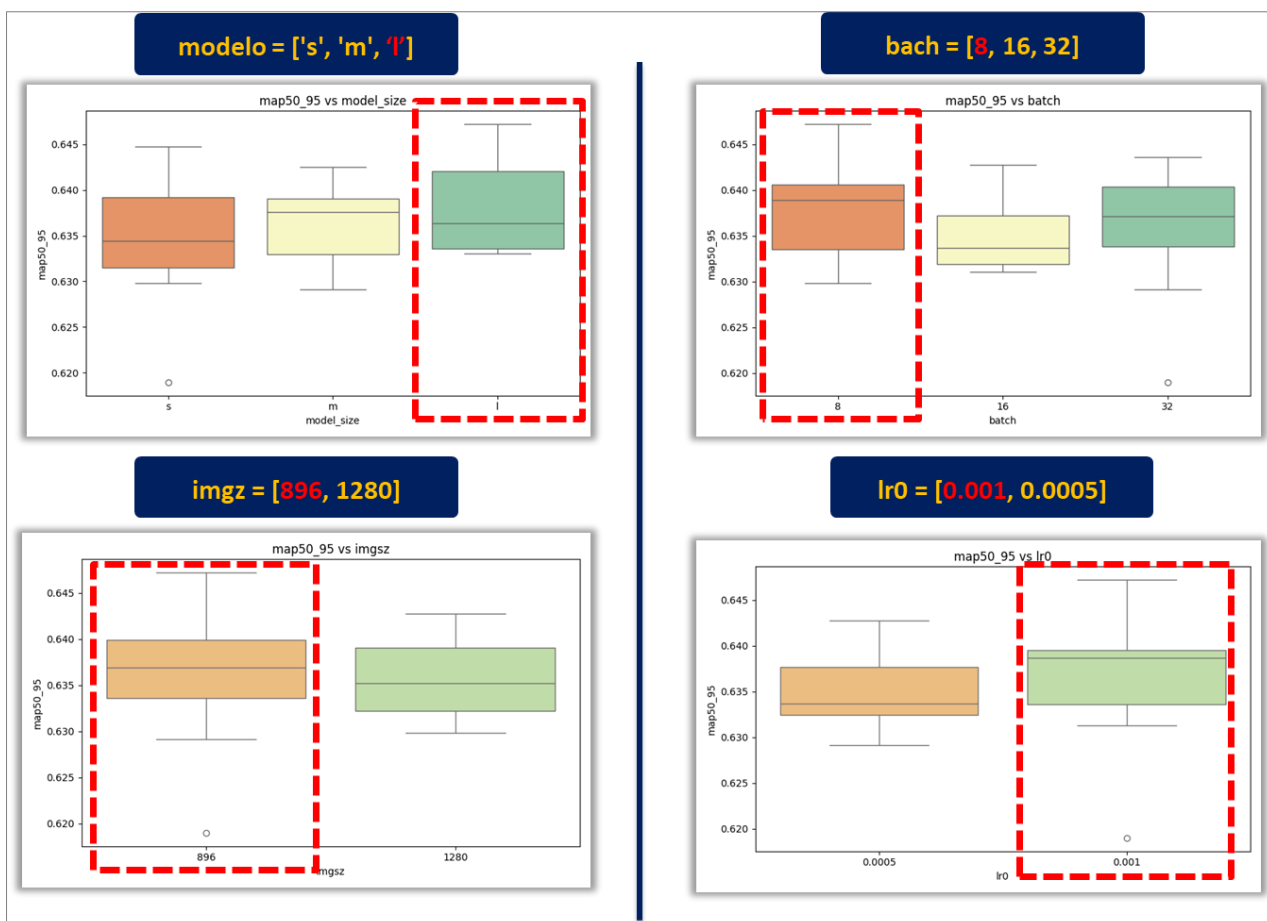 modelo = ['s', 'm', ‘l’]
map50_95 vs model_size
0.645
0.640
0.635
0.630
0.625
0.620
map50_95
s m l
model_size
bach = [8, 16, 32]
map50_95 vs batch
0.645
0.640
0.635
0.630
0.625
0.620
map50_95
8 16 32
batch
imgz = [896, 1280]
map50_95 vs imgsz
0.645
0.640
0.635
0.630
0.625
0.620
map50_95
896 1280
imgsz
lr0 = [0.001, 0.0005]
map50_95 vs lr0
0.645
0.640
0.635
0.630
0.625
0.620
map50_95
0.0005 0.001
lr0